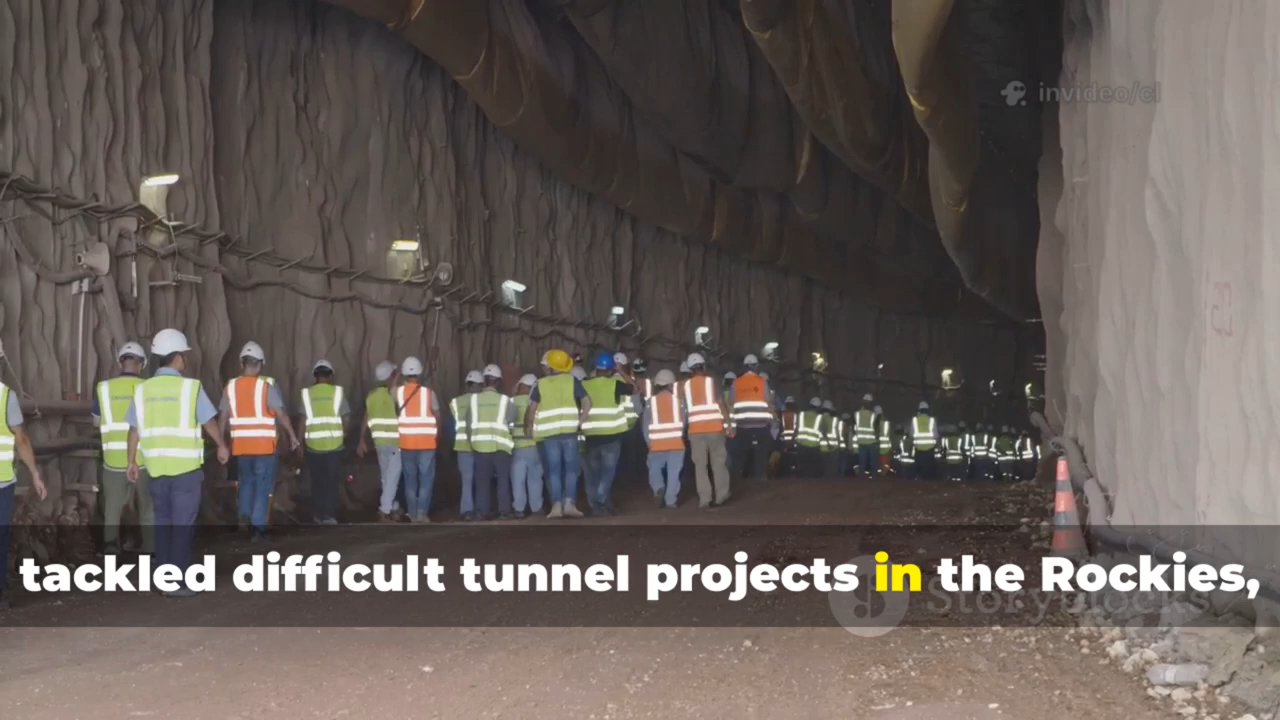 invideo/cl
tackled difficult tunnel projects in the Rockies,
Storyblocks